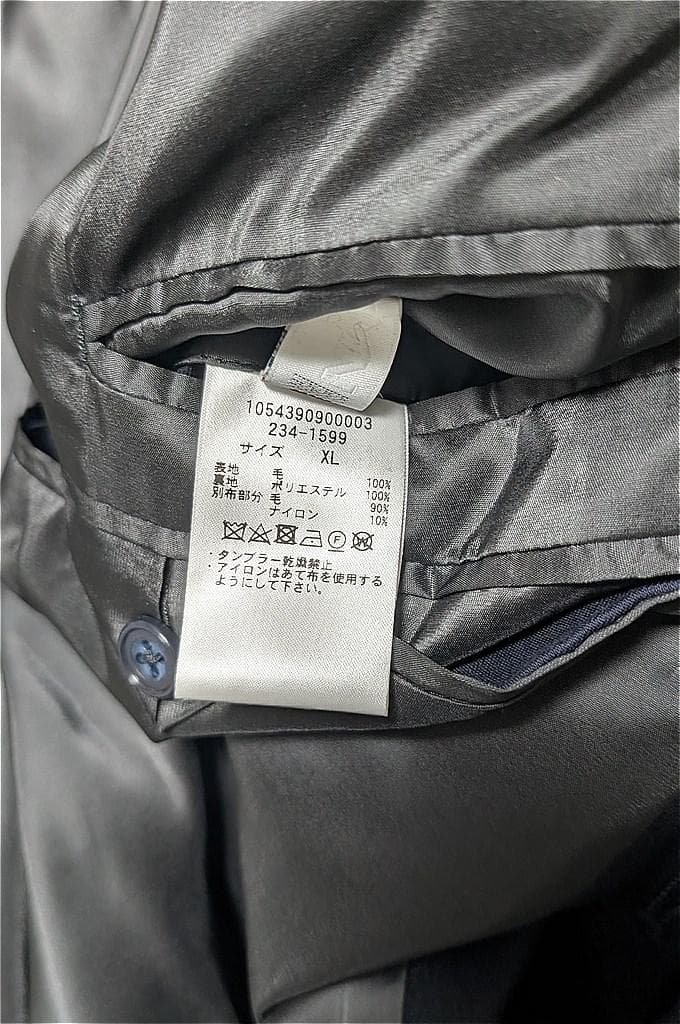 1054390900003
234-1599
サイズ XL
表地 毛 100%
裏地 ポリエステル 100%
別布部分 毛 90%
ナイロン 10%
・タンブラー乾燥禁止
・アイロンはあて布を使用する
ようにして下さい。